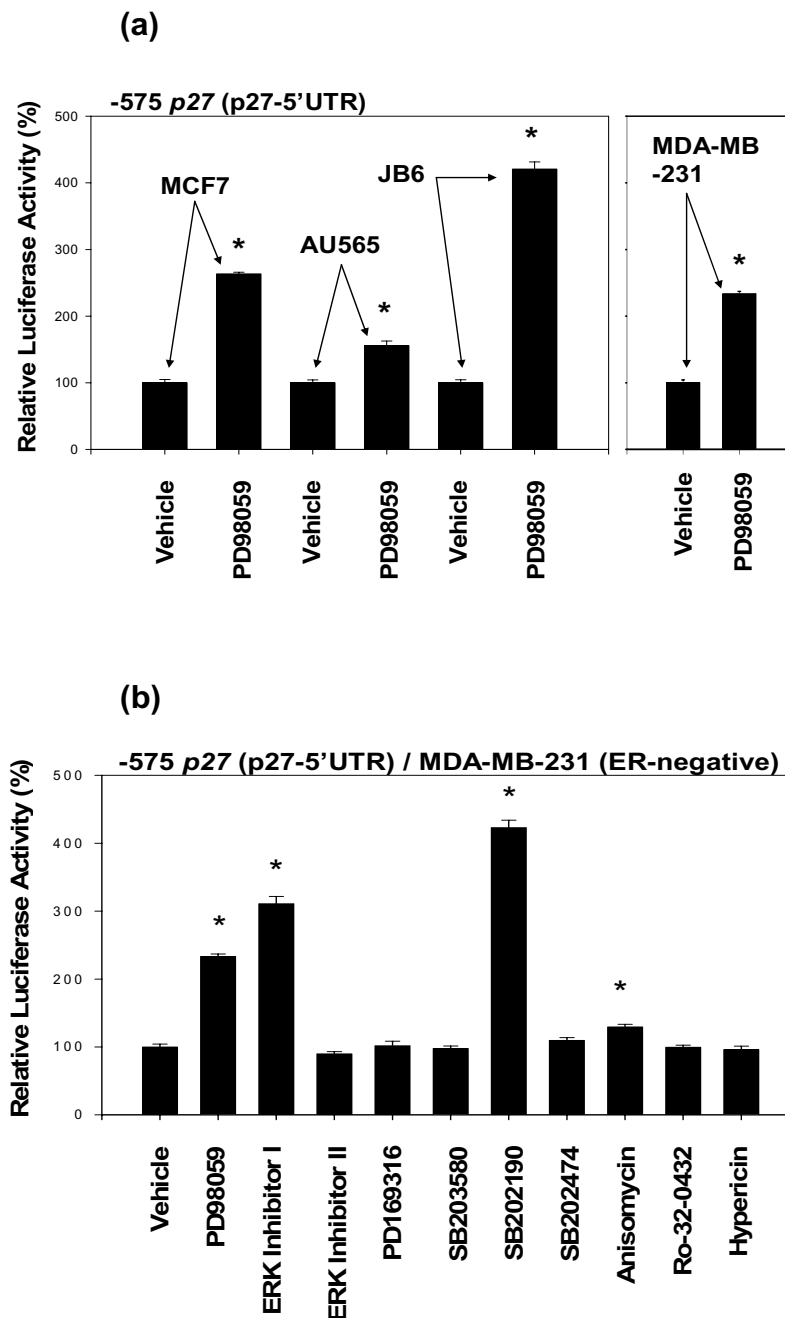 (a)
-575 p27 (p27-5’UTR)
Relative Luciferase Activity (%)
500
400
300
200
100
0
MCF7
*
AU565
*
JB6
*
MDA-MB
-231
*
Vehicle
PD98059
Vehicle
PD98059
Vehicle
PD98059
Vehicle
PD98059
(b)
-575 p27 (p27-5’UTR) / MDA-MB-231 (ER-negative)
Relative Luciferase Activity (%)
500
400
300
200
100
0
*
*
*
*
Vehicle
PD98059
ERK Inhibitor I
ERK Inhibitor II
PD169316
SB203580
SB202190
SB202474
Anisomycin
Ro-32-0432
Hypericin